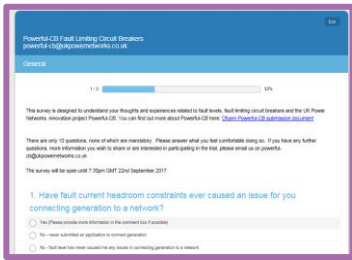 Exit
Powerful-CB Fault Limiting Circuit Breakers
powerful-cb@ukpowernetworks.co.uk
General
1 / 3
33%
This survey is designed to understand your thoughts and experiences related to fault levels, fault limiting circuit breakers and the UK Power
Networks innovation project Powerful-CB. You can find out more about Powerful-CB here: Ofgem Powerful-CB submission document
There are only 10 questions, none of which are mandatory. Please answer what you feel comfortable doing so. If you have any further
questions, more information you wish to share or are interested in participating in the trial, please email us on powerful-
cb@ukpowernetworks.co.uk
The survey will be open until 7:30pm GMT 22nd September 2017
1. Have fault current headroom constraints ever caused an issue for you
connecting generation to a network?
Yes (Please provide more information in the comment box if possible)
No - never submitted an application to connect generation
No - fault level has never caused me any issues in connecting generation to a network